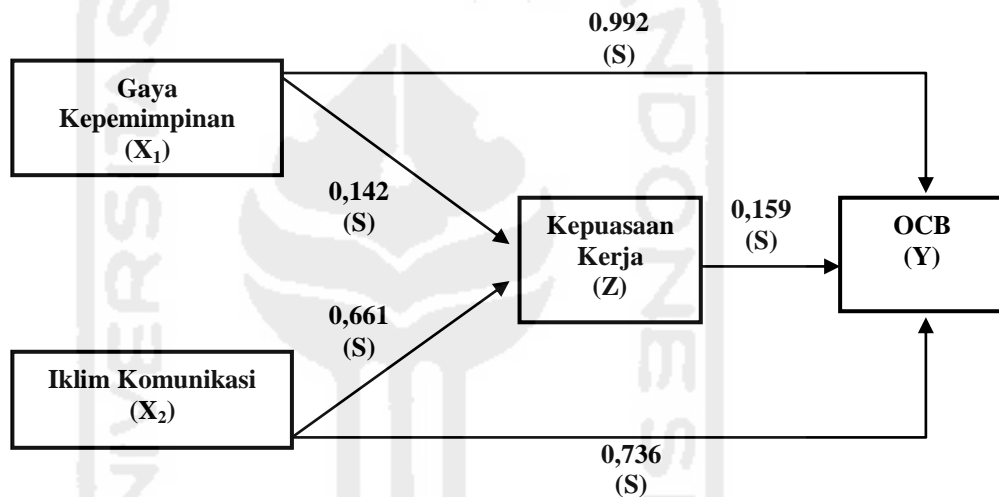 0.992
(S)
Gaya
Kepemimpinan
(X₁)
0,142
(S)
Kepuasaan
Kerja
(Z)
0,159
(S)
OCB
(Y)
0,661
(S)
Iklim Komunikasi
(X₂)
0,736
(S)